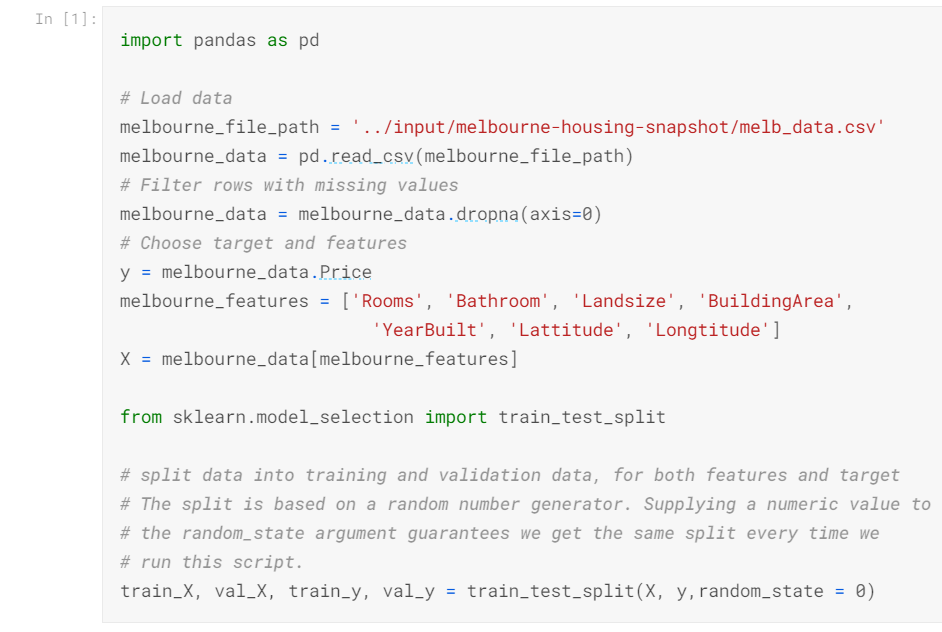 In [1]:
import pandas as pd
# Load data
melbourne_file_path = '../input/melbourne-housing-snapshot/melb_data.csv'
melbourne_data = pd.read_csv(melbourne_file_path)
# Filter rows with missing values
melbourne_data = melbourne_data.dropna(axis=0)
# Choose target and features
y = melbourne_data.Price
melbourne_features = ['Rooms', 'Bathroom', 'Landsize', 'BuildingArea',
'YearBuilt', 'Lattitude', 'Longtitude']
X = melbourne_data[melbourne_features]
from sklearn.model_selection import train_test_split
# split data into training and validation data, for both features and target
# The split is based on a random number generator. Supplying a numeric value to
# the random_state argument guarantees we get the same split every time we
# run this script.
train_X, val_X, train_y, val_y = train_test_split(X, y,random_state = 0)